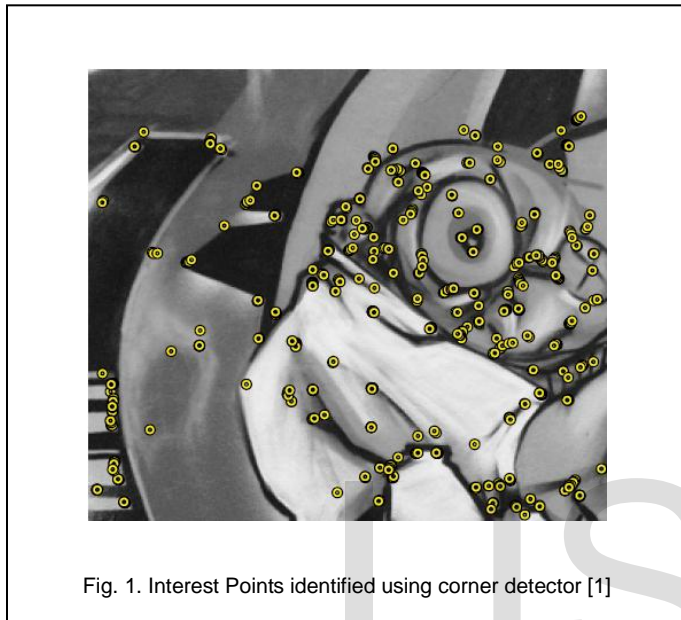 Fig. 1. Interest Points identified using corner detector [1]